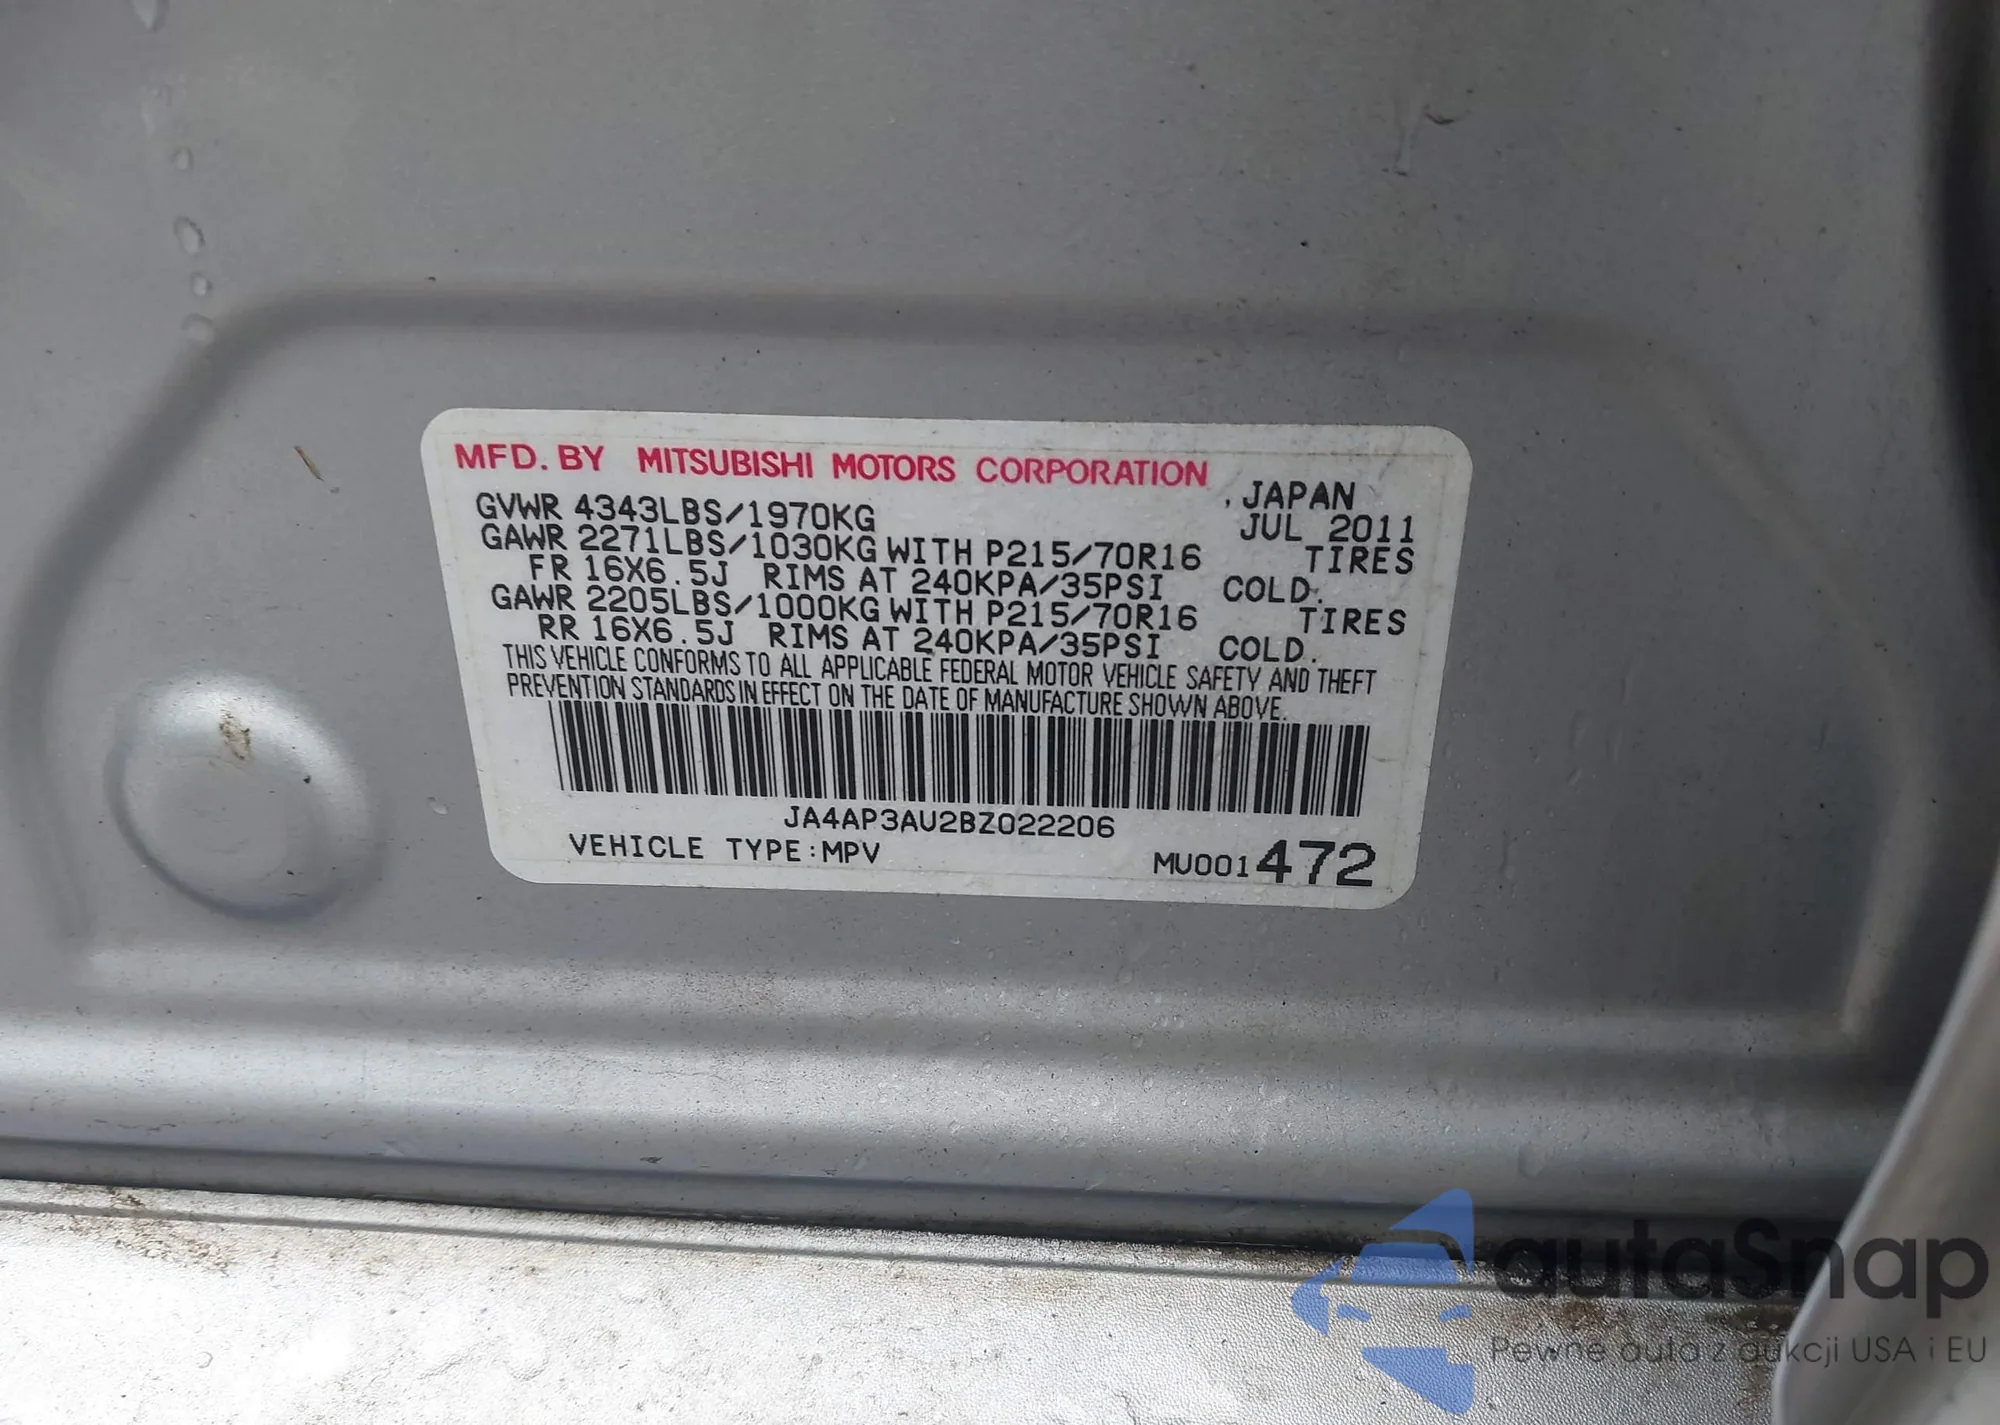 MFD. BY MITSUBISHI MOTORS CORPORATION , JAPAN
GVWR 4343LBS/1970KG JUL 2011
GAWR 2271LBS/1030KG WITH P215/70R16 TIRES
FR 16X6.5J RIMS AT 240KPA/35PSI COLD.
GAWR 2205LBS/1000KG WITH P215/70R16 TIRES
RR 16X6.5J RIMS AT 240KPA/35PSI COLD.
THIS VEHICLE CONFORMS TO ALL APPLICABLE FEDERAL MOTOR VEHICLE SAFETY AND THEFT
PREVENTION STANDARDS IN EFFECT ON THE DATE OF MANUFACTURE SHOWN ABOVE.
JA4AP3AU2BZ022206
VEHICLE TYPE:MPV MU001472
autaSnap
Pewne auta z aukcji USA i EU